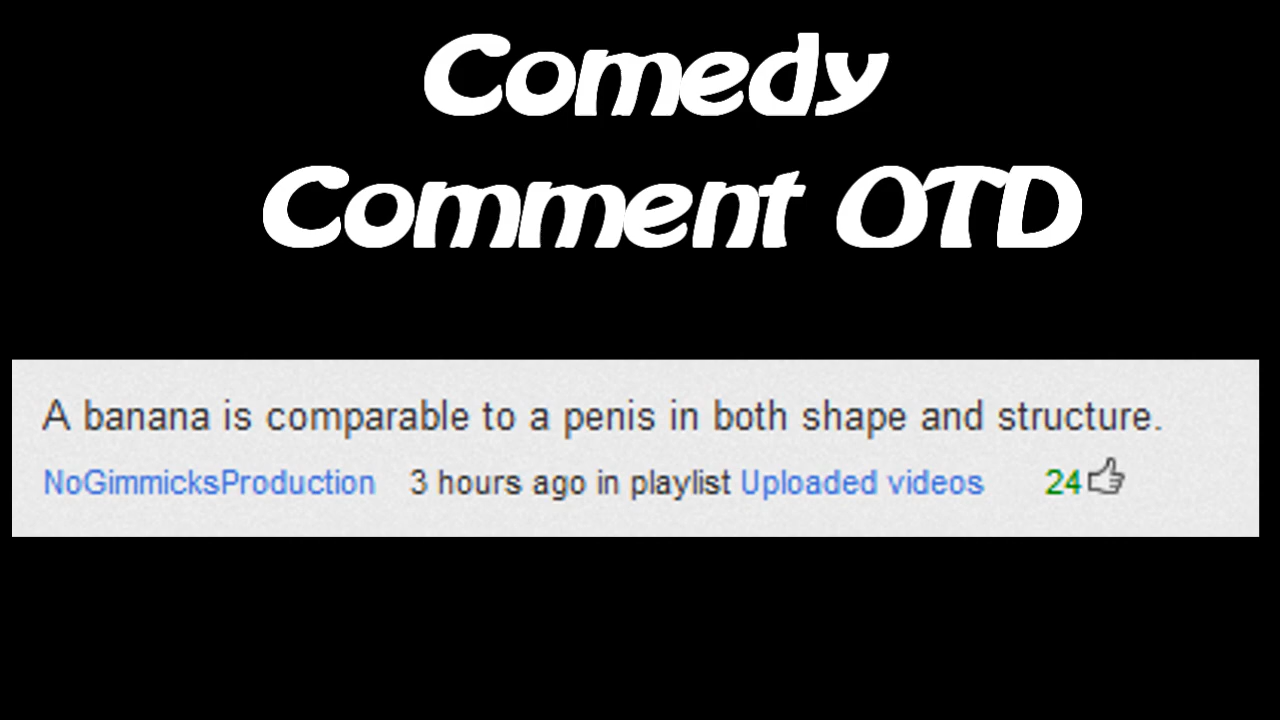 Comedy
Comment OTD
A banana is comparable to a penis in both shape and structure.
NoGimmicksProduction 3 hours ago in playlist Uploaded videos 24